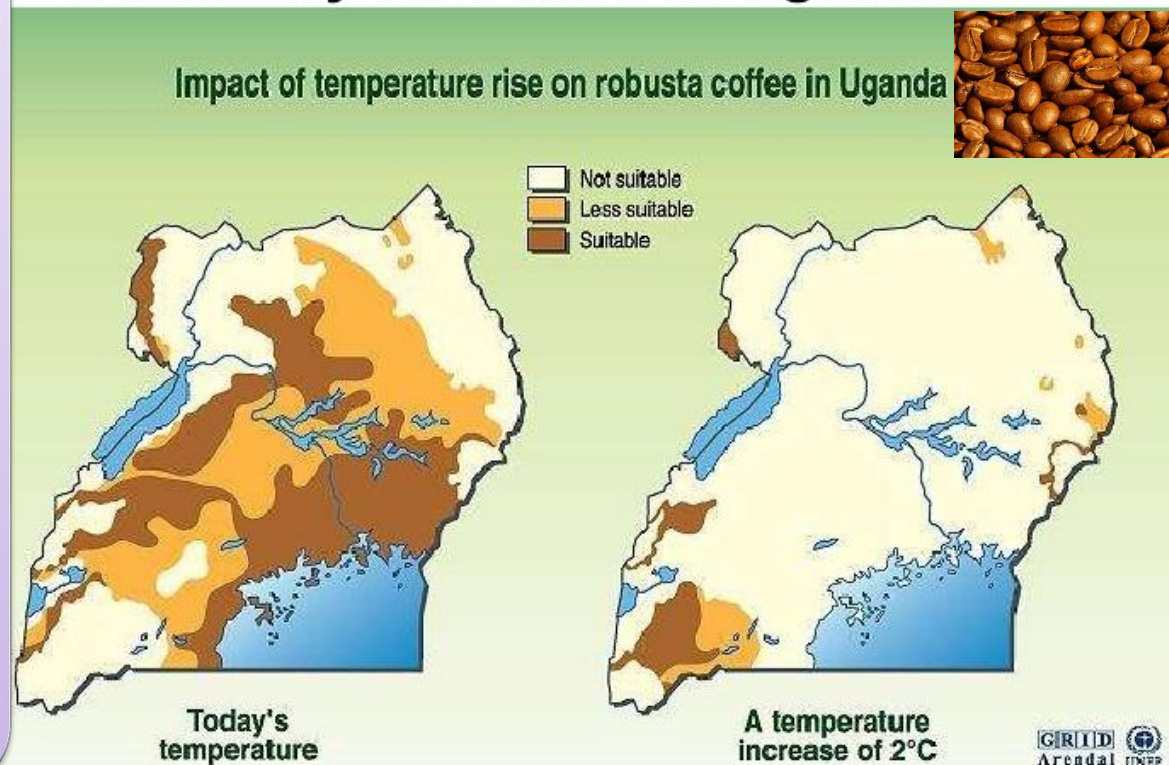 Impact of temperature rise on robusta coffee in Uganda
Not suitable
Less suitable
Suitable
Today's
temperature
A temperature
increase of 2°C
GRID
Arendal UNEP